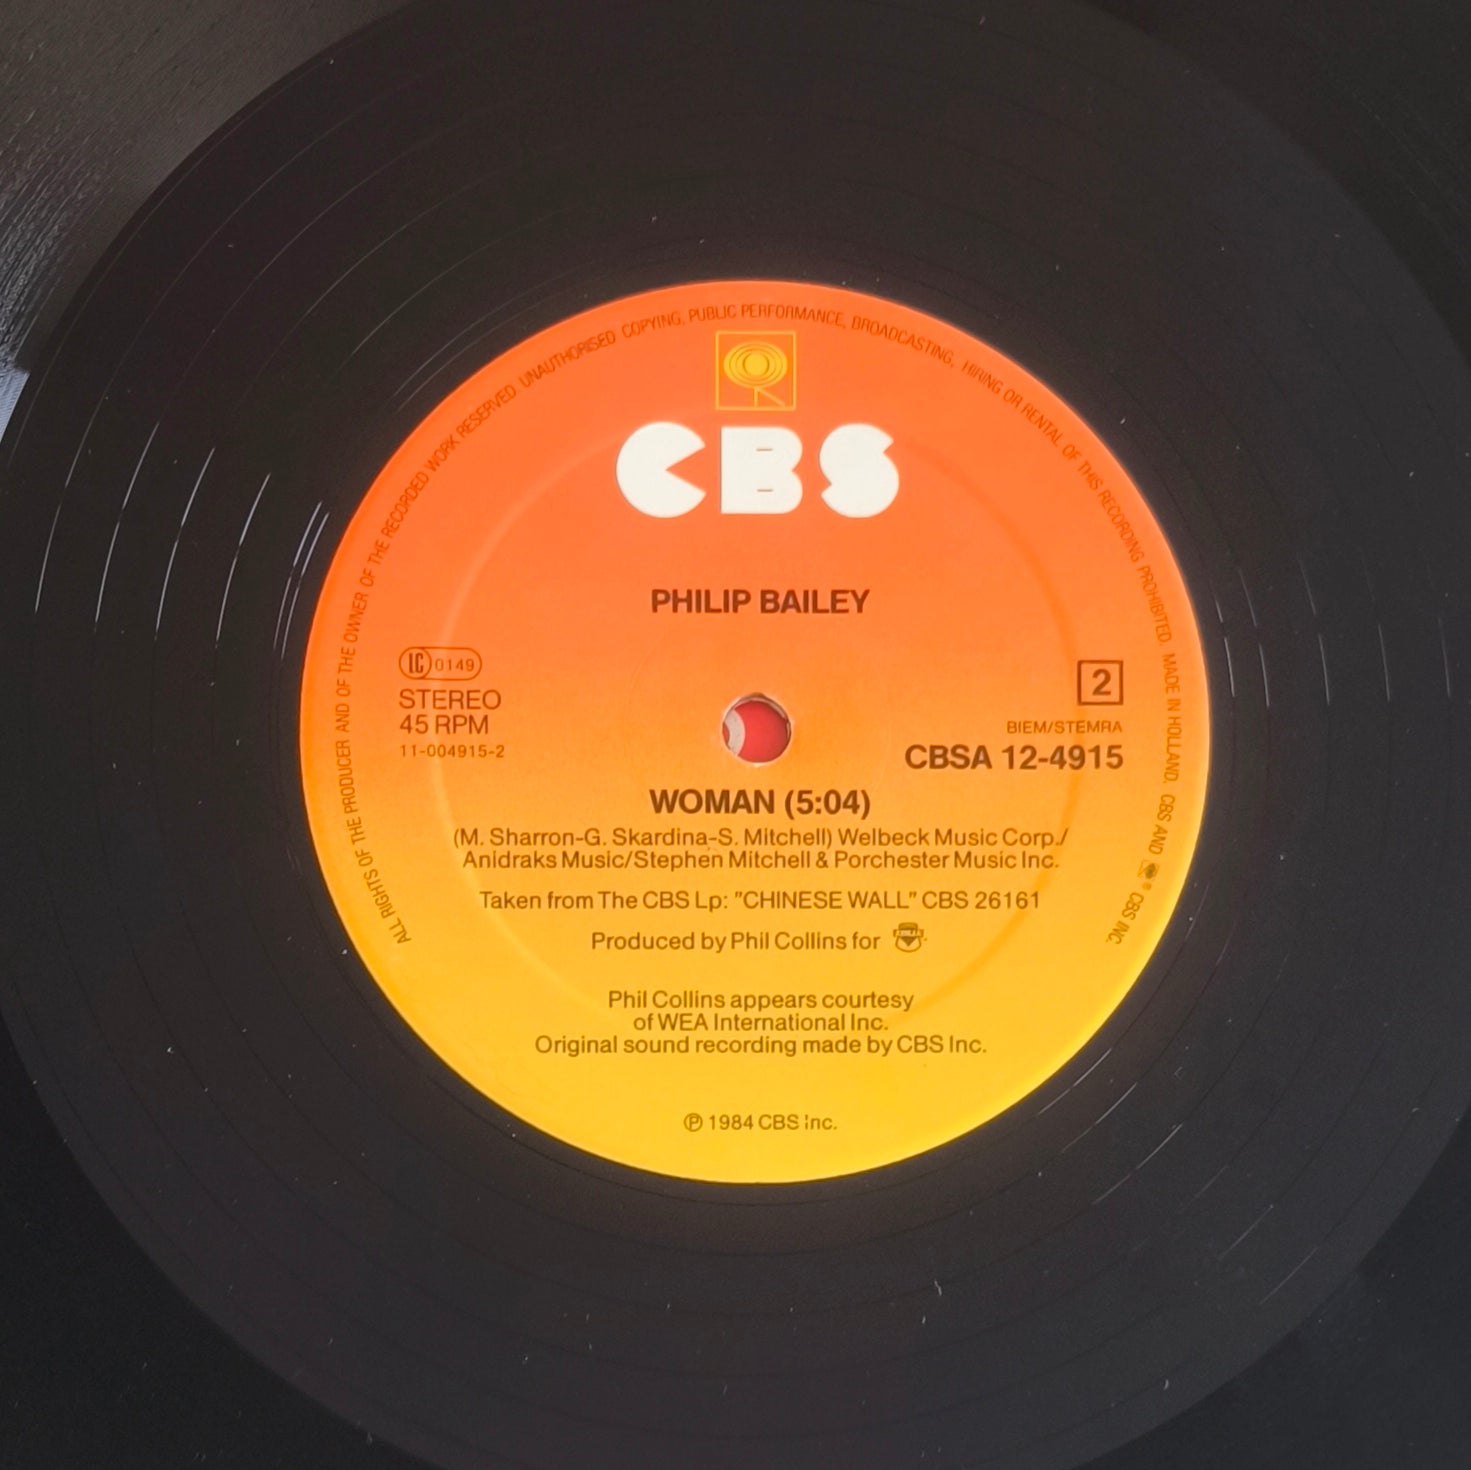 ALL RIGHTS OF THE PRODUCER AND OF THE OWNER OF THE RECORDED WORK RESERVED UNAUTHORISED COPYING, PUBLIC PERFORMANCE, BROADCASTING, HIRING OR RENTAL OF THIS RECORDING PROHIBITED. MADE IN HOLLAND. CBS AND ® CBS INC.
CBS
PHILIP BAILEY
LC 0149
STEREO
45 RPM
11-004915-2
2
BIEM/STEMRA
CBSA 12-4915
WOMAN (5:04)
(M. Sharron-G. Skardina-S. Mitchell) Welbeck Music Corp./
Anidraks Music/Stephen Mitchell & Porchester Music Inc.
Taken from The CBS Lp: "CHINESE WALL" CBS 26161
Produced by Phil Collins for
Phil Collins appears courtesy
of WEA International Inc.
Original sound recording made by CBS Inc.
℗ 1984 CBS Inc.